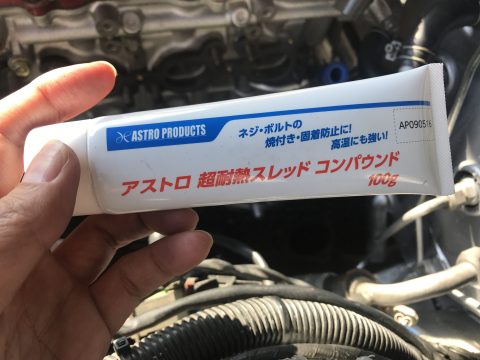 ASTRO PRODUCTS
ネジ・ボルトの
焼付き・固着防止に!
高温にも強い!
アストロ 超耐熱スレッド コンパウンド
100g